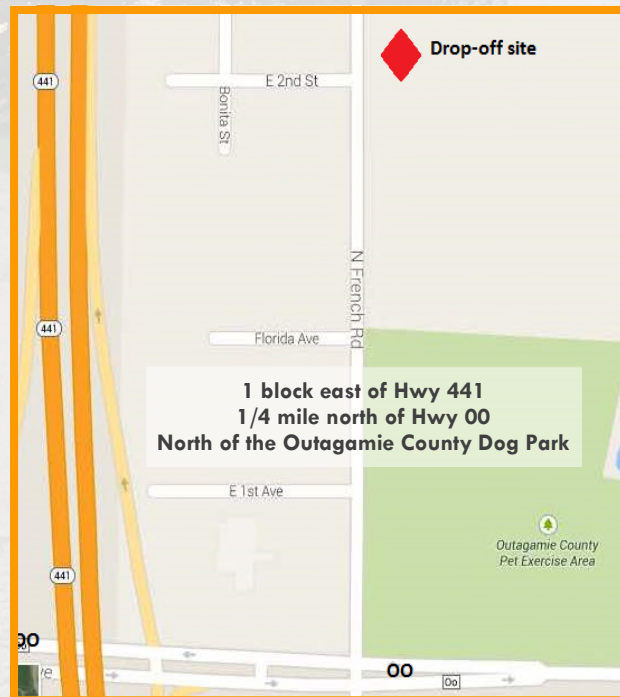 Drop-off site
441
E 2nd St
Bonita St
N French Rd
441
Florida Ave
1 block east of Hwy 441
1/4 mile north of Hwy 00
North of the Outagamie County Dog Park
E 1st Ave
Outagamie County
Pet Exercise Area
441
OO
OO
Oo